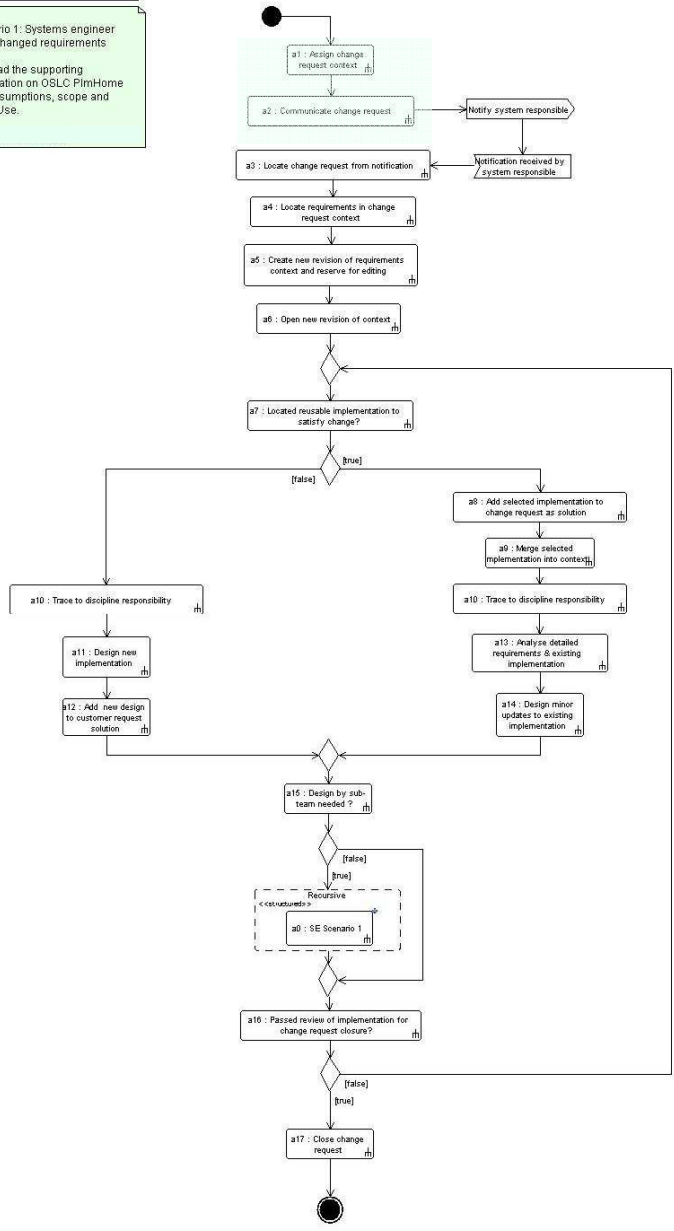 rio 1: Systems engineer
hanged requirements
ad the supporting
ation on OSLC PlmHome
sumptions, scope and
Use.
a1 : Assign change
request context
a2 : Communicate change request
Notify system responsible
Notification received by
system responsible
a3 : Locate change request from notification
a4 : Locate requirements in change
request context
a5 : Create new revision of requirements
context and reserve for editing
a6 : Open new revision of context
a7 : Located reusable implementation to
satisfy change?
[true]
[false]
a8 : Add selected implementation to
change request as solution
a9 : Merge selected
mplementation into context
a10 : Trace to discipline responsibility
a10 : Trace to discipline responsibility
a11 : Design new
implementation
a13 : Analyse detailed
requirements & existing
implementation
a12 : Add new design
to customer request
solution
a14 : Design minor
updates to existing
implementation
a15 : Design by sub-
team needed ?
[false]
[true]
Recursive
<<structured>>
a0 : SE Scenario 1
a16 : Passed review of implementation for
change request closure?
[false]
[true]
a17 : Close change
request